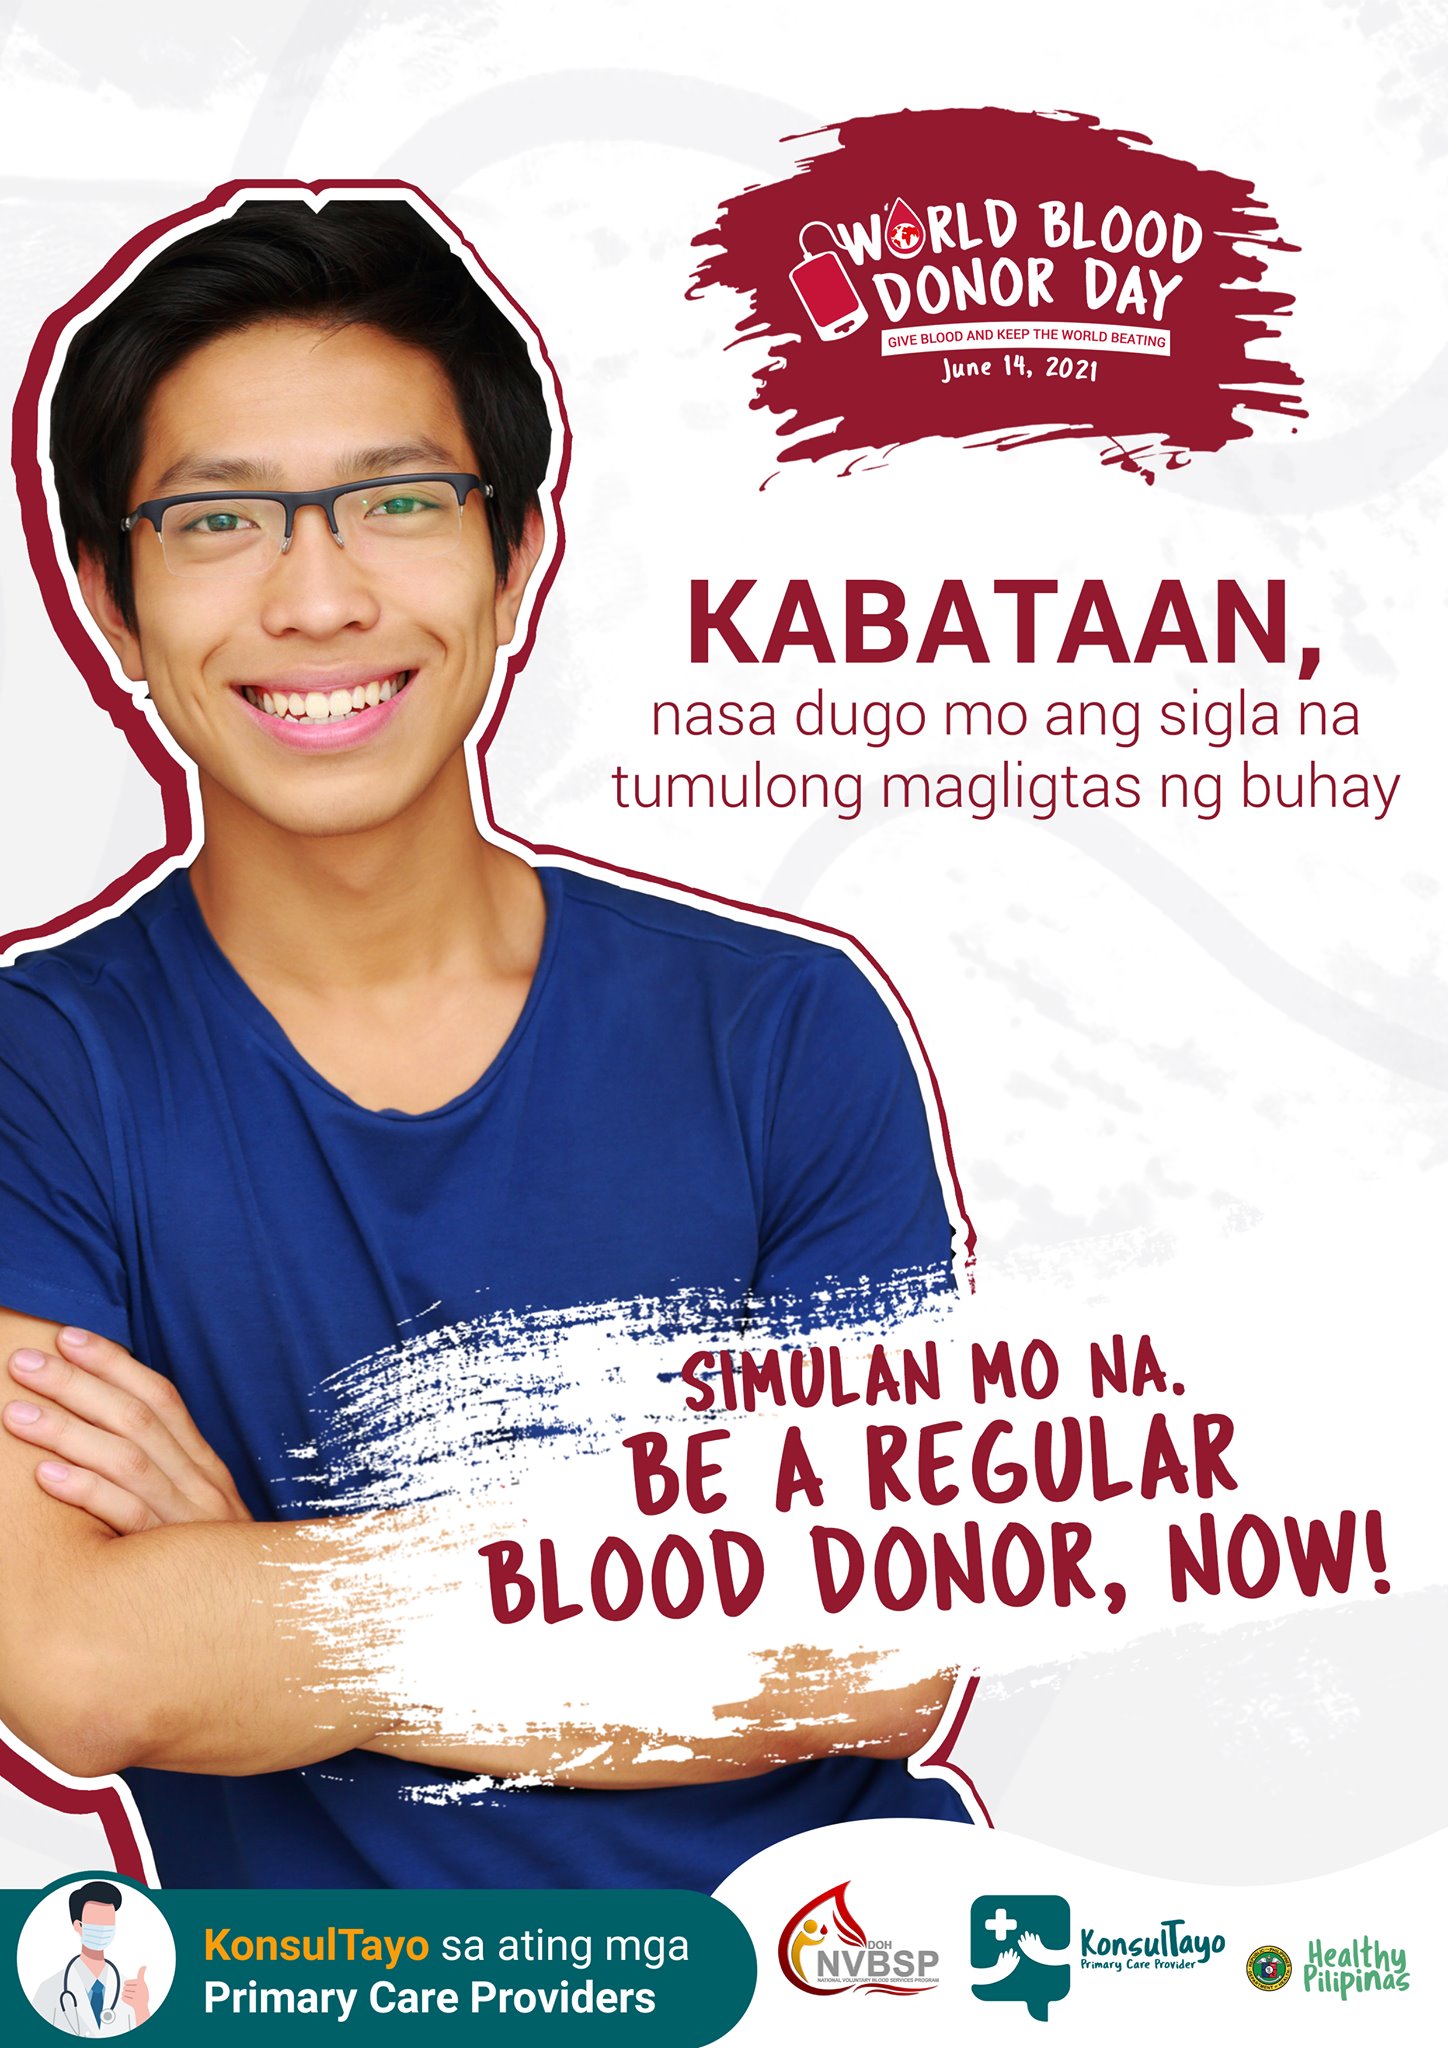 WORLD BLOOD
DONOR DAY
GIVE BLOOD AND KEEP THE WORLD BEATING
June 14, 2021
KABATAAN,
nasa dugo mo ang sigla na
tumulong magligtas ng buhay
SIMULAN MO NA.
BE A REGULAR
BLOOD DONOR, NOW!
KonsulTayo sa ating mga
Primary Care Providers
DOH
NVBSP
NATIONAL VOLUNTARY BLOOD SERVICES PROGRAM
KonsulTayo
Primary Care Provider
Healthy
Pilipinas